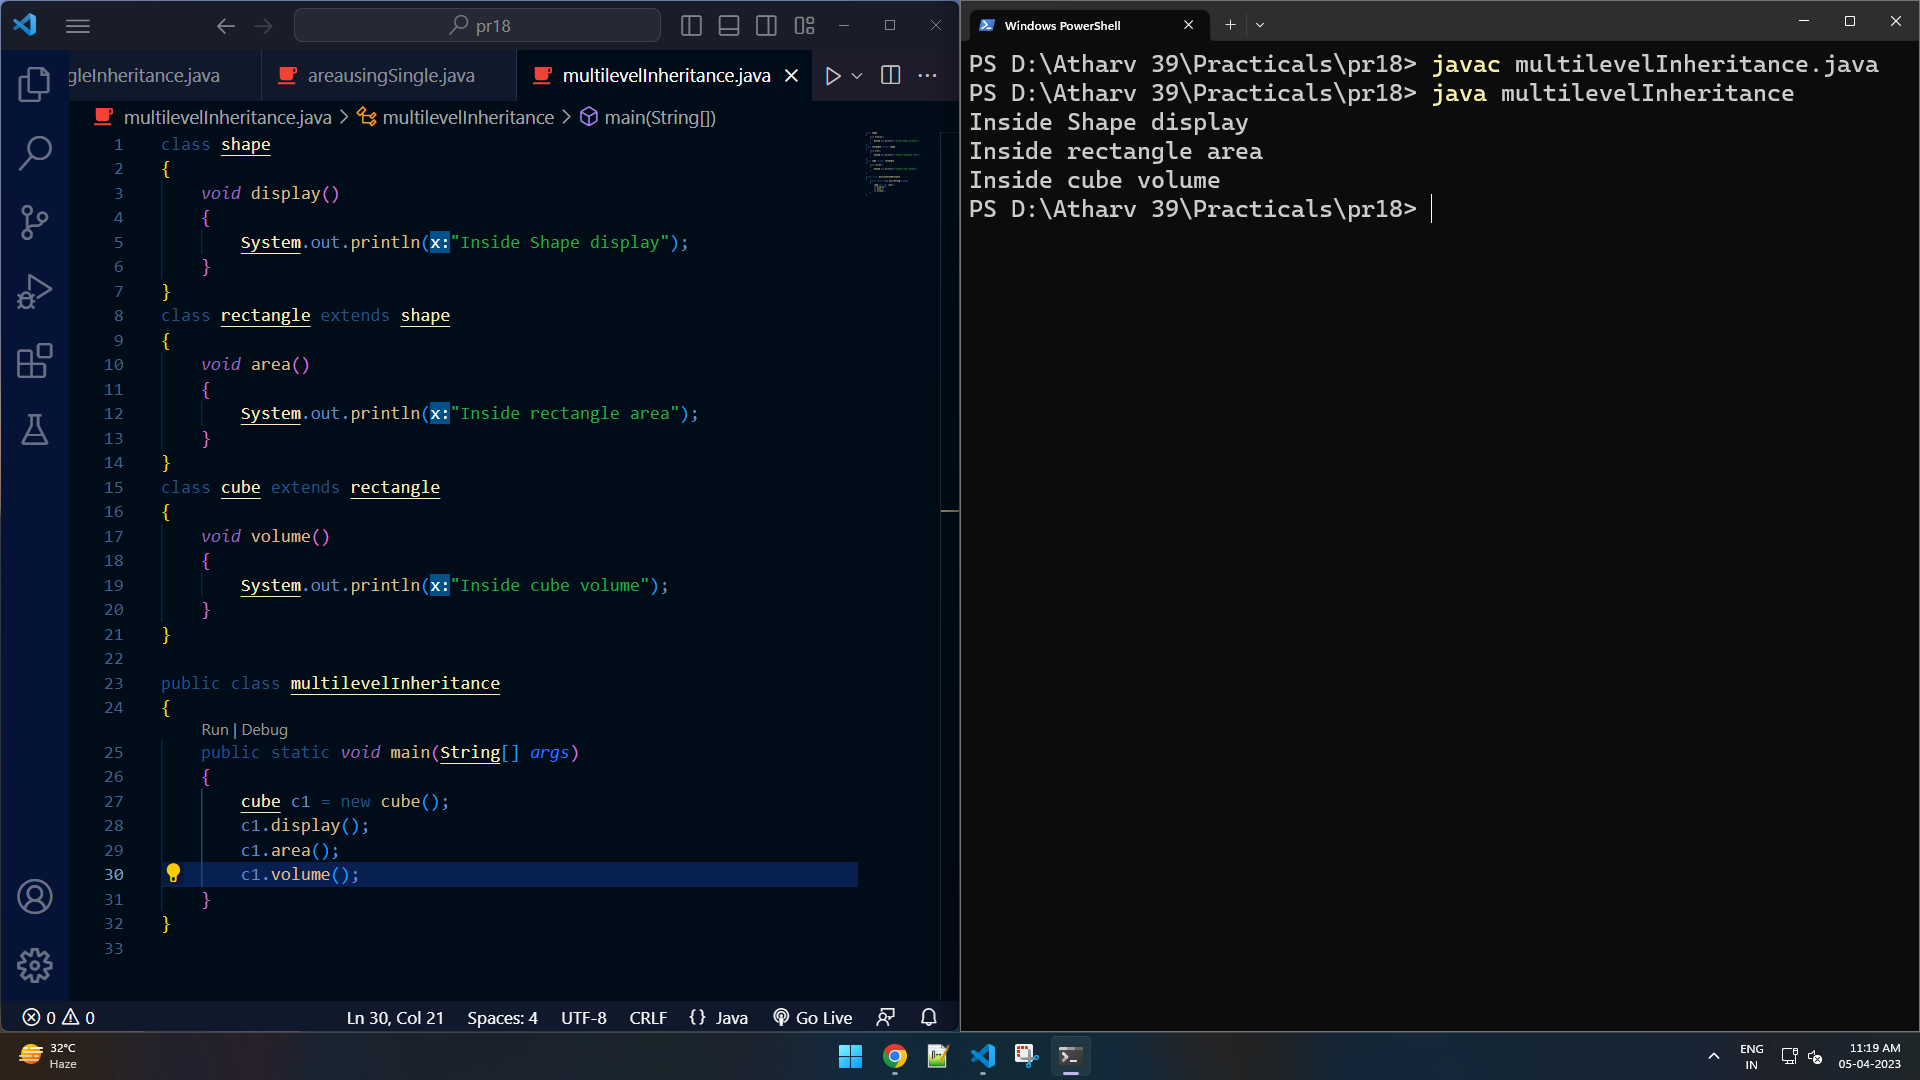 pr18
gleInheritance.java
areausingSingle.java
multilevelInheritance.java
multilevelInheritance.java > multilevelInheritance > main(String[])
1 class shape
2 {
3 void display()
4 {
5 System.out.println(x:"Inside Shape display");
6 }
7 }
8 class rectangle extends shape
9 {
10 void area()
11 {
12 System.out.println(x:"Inside rectangle area");
13 }
14 }
15 class cube extends rectangle
16 {
17 void volume()
18 {
19 System.out.println(x:"Inside cube volume");
20 }
21 }
22
23 public class multilevelInheritance
24 {
Run | Debug
25 public static void main(String[] args)
26 {
27 cube c1 = new cube();
28 c1.display();
29 c1.area();
30 c1.volume();
31 }
32 }
33
0 0 Ln 30, Col 21 Spaces: 4 UTF-8 CRLF {} Java Go Live
Windows PowerShell
PS D:\Atharv 39\Practicals\pr18> javac multilevelInheritance.java
PS D:\Atharv 39\Practicals\pr18> java multilevelInheritance
Inside Shape display
Inside rectangle area
Inside cube volume
PS D:\Atharv 39\Practicals\pr18>
32°C
Haze
ENG
IN
11:19 AM
05-04-2023